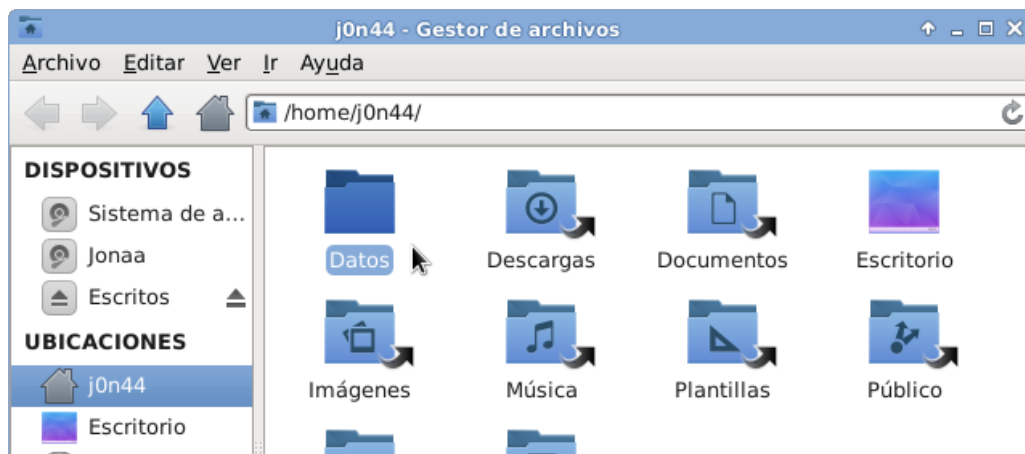 j0n44 - Gestor de archivos
Archivo Editar Ver Ir Ayuda
/home/j0n44/
DISPOSITIVOS
Sistema de a...
Jonaa
Escritos
UBICACIONES
j0n44
Escritorio
Datos Descargas Documentos Escritorio
Imágenes Música Plantillas Público